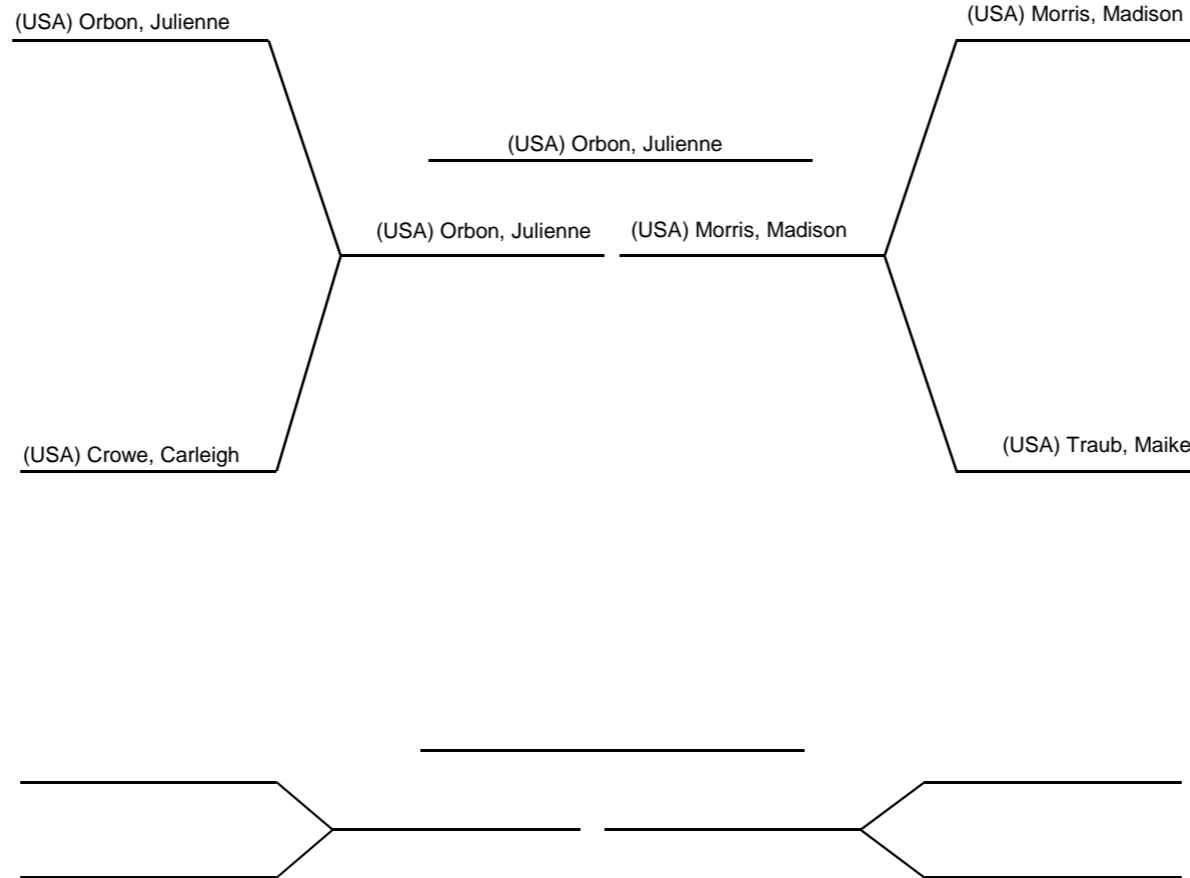 (USA) Orbon, Julienne
(USA) Morris, Madison
(USA) Orbon, Julienne
(USA) Orbon, Julienne
(USA) Morris, Madison
(USA) Crowe, Carleigh
(USA) Traub, Maike